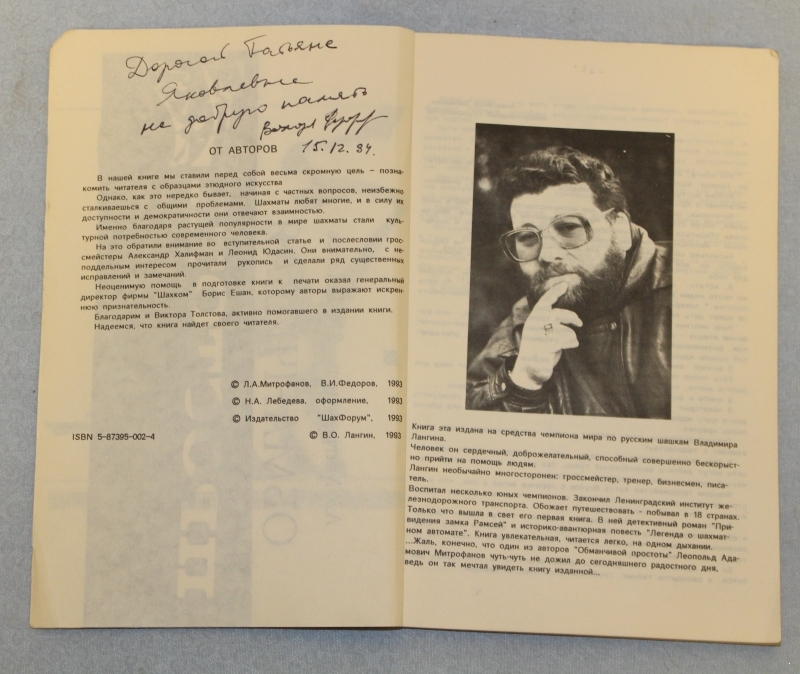 Дорогой Татьяне
Яковлевне
на добрую память
15.12.94.
ОТ АВТОРОВ
В нашей книге мы ставили перед собой весьма скромную цель - позна-
комить читателя с образцами этюдного искусства
Однако, как это нередко бывает, начиная с частных вопросов, неизбежно
сталкиваешься с общими проблемами. Шахматы любят многие, и в силу их
доступности и демократичности они отвечают взаимностью.
Именно благодаря растущей популярности в мире шахматы стали куль-
турной потребностью современного человека.
На это обратили внимание во вступительной статье и послесловии грос-
смейстеры Александр Халифман и Леонид Юдасин. Они внимательно, с не-
поддельным интересом прочитали рукопись и сделали ряд существенных
исправлений и замечаний.
Неоценимую помощь в подготовке книги к печати оказал генеральный
директор фирмы "Шахком" Борис Ешан, которому авторы выражают искрен-
нюю признательность.
Благодарим и Виктора Толстова, активно помогавшего в издании книги.
Надеемся, что книга найдет своего читателя.
© Л.А.Митрофанов, В.И.Федоров, 1993
© Н.А. Лебедева, оформление, 1993
© Издательство "ШахФорум", 1993
ISBN 5-87395-002-4 © В.О. Лангин, 1993
Книга эта издана на средства чемпиона мира по русским шашкам Владимира
Лангина.
Человек он сердечный, доброжелательный, способный совершенно бескорыст-
но прийти на помощь людям.
Лангин необычайно многосторонен: гроссмейстер, тренер, бизнесмен, писа-
тель.
Воспитал несколько юных чемпионов. Закончил Ленинградский институт же-
лезнодорожного транспорта. Обожает путешествовать - побывал в 18 странах.
Только что вышла в свет его первая книга. В ней детективный роман "При-
видения замка Рамсей" и историко-авантюрная повесть "Легенда о шахмат-
ном автомате". Книга увлекательная, читается легко, на одном дыхании.
...Жаль, конечно, что один из авторов "Обманчивой простоты" Леопольд Ада-
мович Митрофанов чуть-чуть не дожил до сегодняшнего радостного дня,
ведь он так мечтал увидеть книгу изданной...